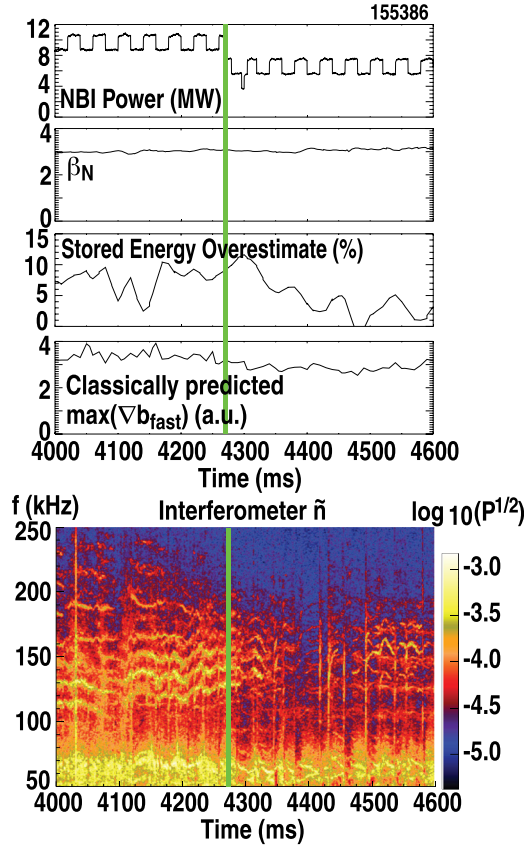 155386
12
8
4
0
NBI Power (MW)
4
2
0
βN
15
10
5
0
Stored Energy Overestimate (%)
4
2
0
Classically predicted
max(∇bfast) (a.u.)
4000 4100 4200 4300 4400 4500 4600
Time (ms)
f (kHz) Interferometer ñ log 10(P1/2)
250
200
150
100
50
-3.0
-3.5
-4.0
-4.5
-5.0
4000 4100 4200 4300 4400 4500 4600
Time (ms)